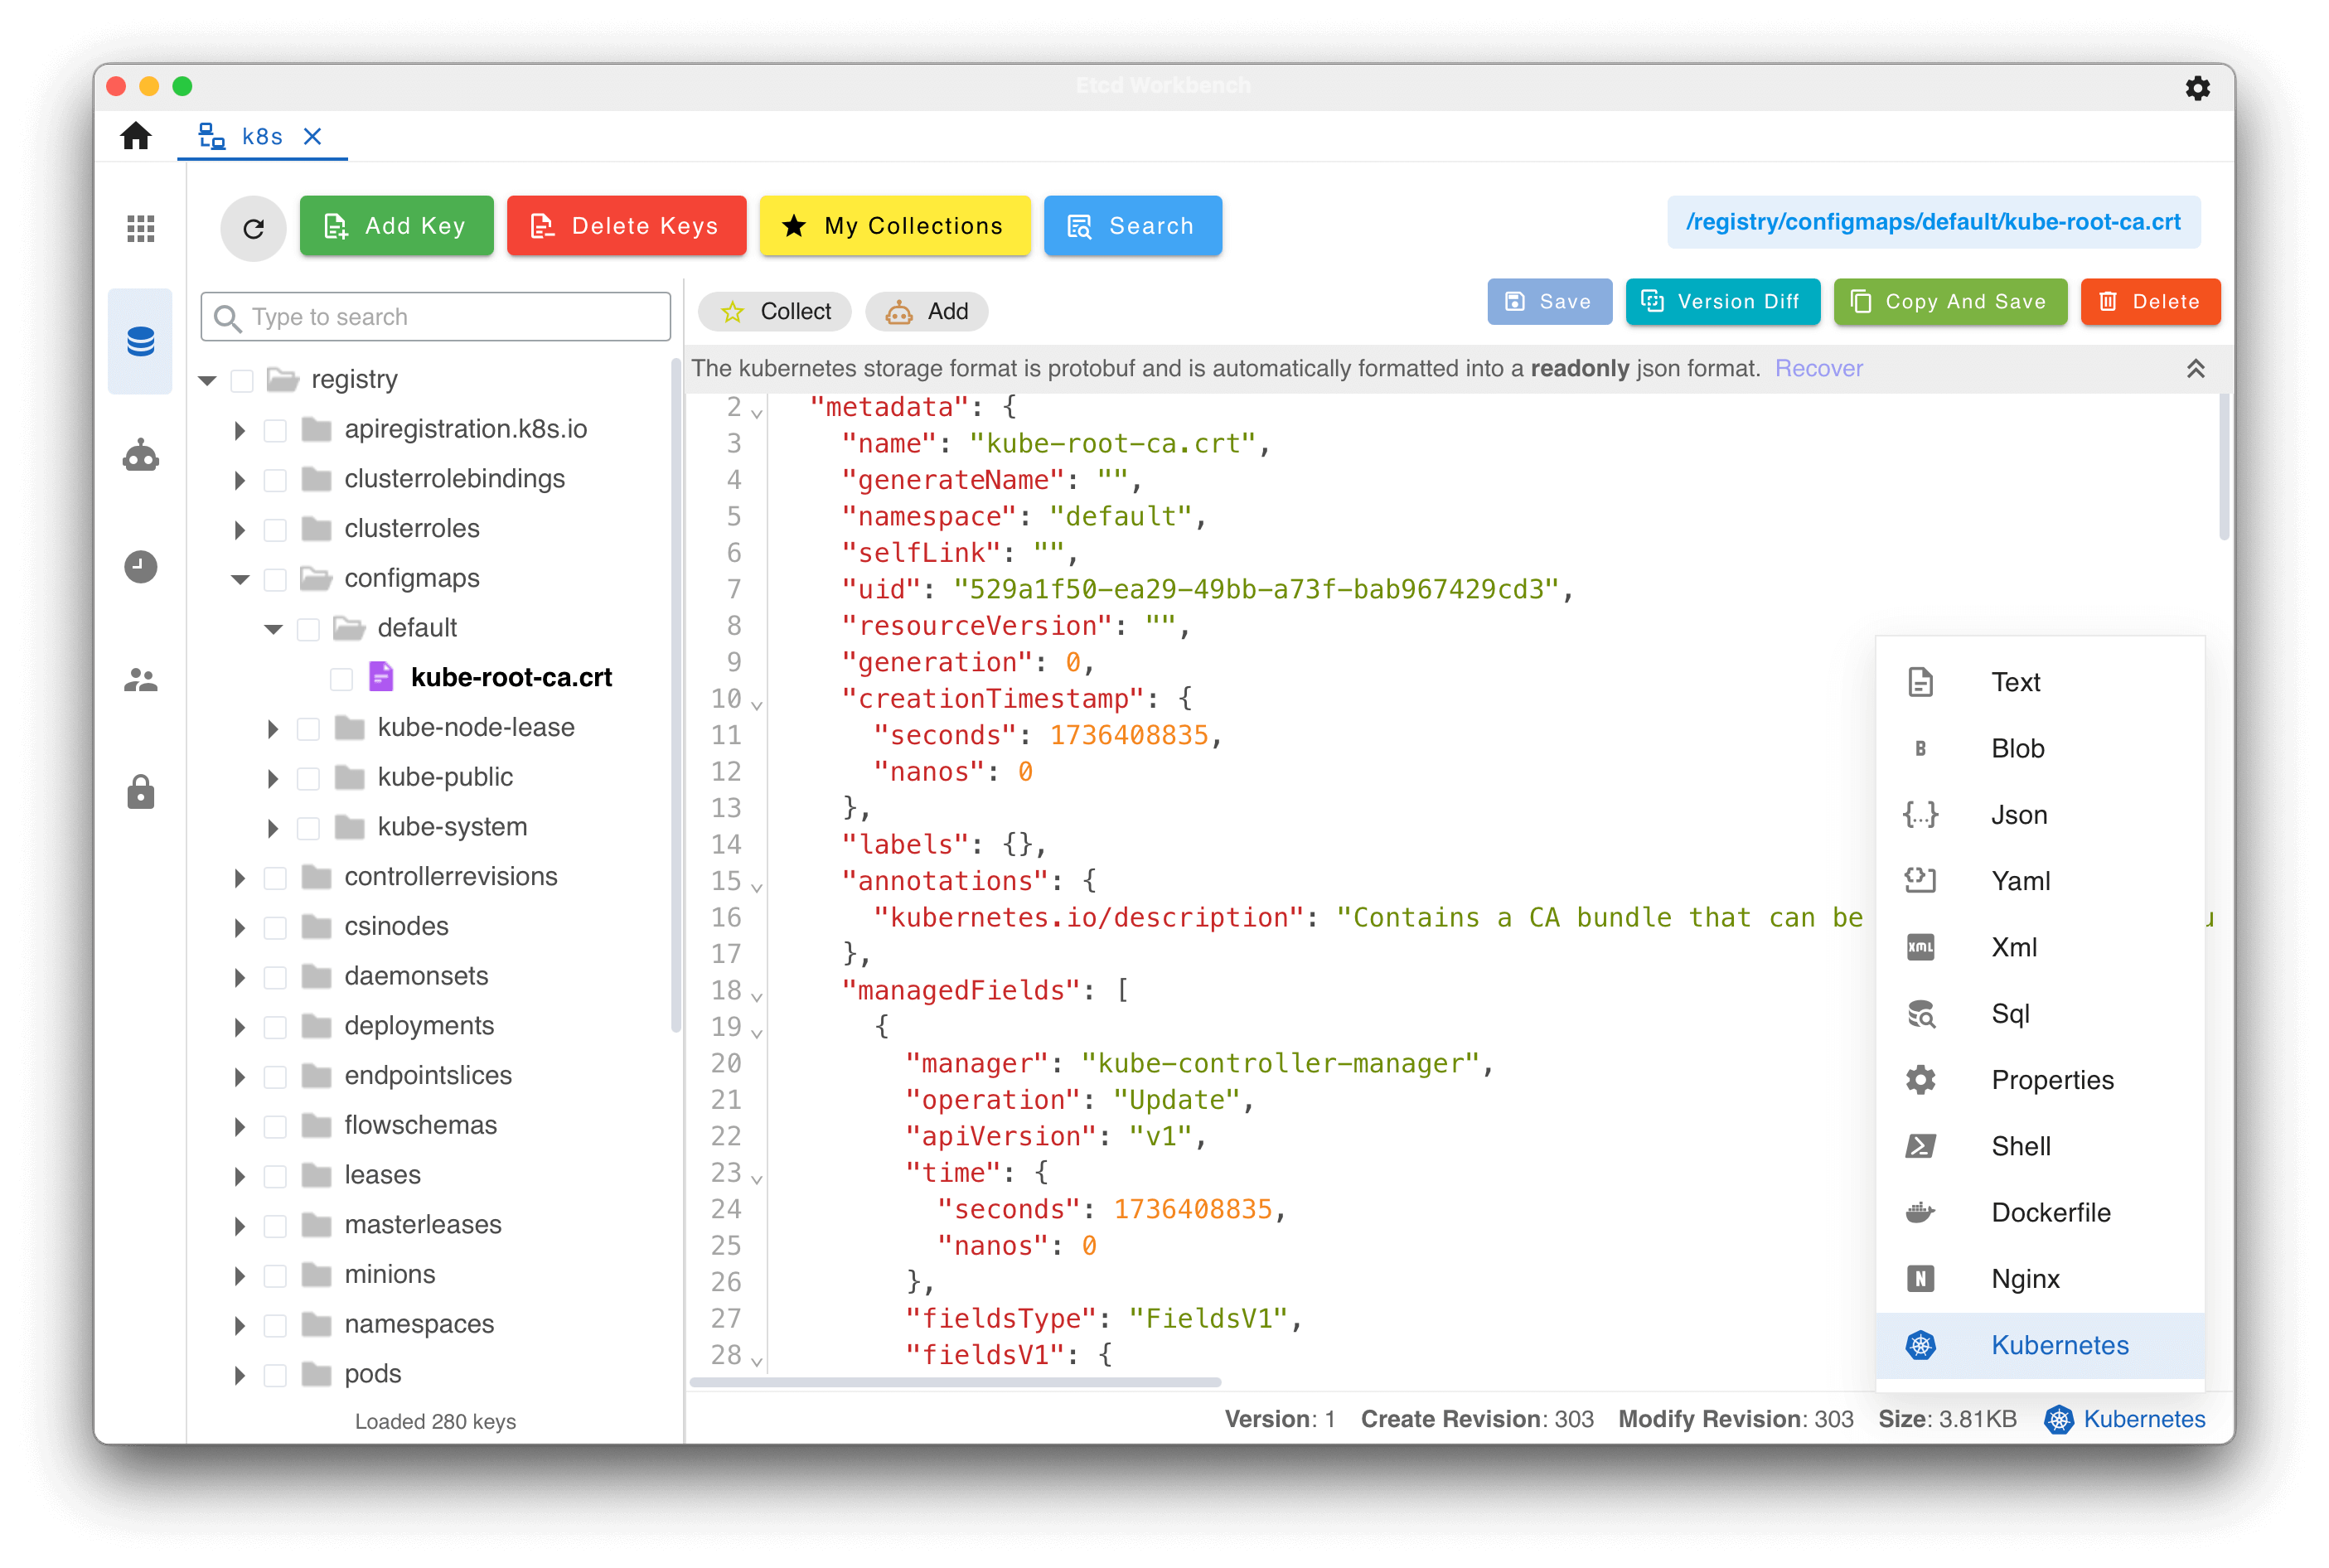 Etcd Workbench
k8s
Add Key
Delete Keys
My Collections
Search
/registry/configmaps/default/kube-root-ca.crt
Type to search
registry
apiregistration.k8s.io
clusterrolebindings
clusterroles
configmaps
default
kube-root-ca.crt
kube-node-lease
kube-public
kube-system
controllerrevisions
csinodes
daemonsets
deployments
endpointslices
flowschemas
leases
masterleases
minions
namespaces
pods
Loaded 280 keys
Collect
Add
Save
Version Diff
Copy And Save
Delete
The kubernetes storage format is protobuf and is automatically formatted into a readonly json format. Recover
2 "metadata": {
3 "name": "kube-root-ca.crt",
4 "generateName": "",
5 "namespace": "default",
6 "selfLink": "",
7 "uid": "529a1f50-ea29-49bb-a73f-bab967429cd3",
8 "resourceVersion": "",
9 "generation": 0,
10 "creationTimestamp": {
11 "seconds": 1736408835,
12 "nanos": 0
13 },
14 "labels": {},
15 "annotations": {
16 "kubernetes.io/description": "Contains a CA bundle that can be
17 },
18 "managedFields": [
19 {
20 "manager": "kube-controller-manager",
21 "operation": "Update",
22 "apiVersion": "v1",
23 "time": {
24 "seconds": 1736408835,
25 "nanos": 0
26 },
27 "fieldsType": "FieldsV1",
28 "fieldsV1": {
Text
B Blob
{...} Json
Yaml
XML Xml
Sql
Properties
Shell
Dockerfile
N Nginx
Kubernetes
Version: 1 Create Revision: 303 Modify Revision: 303 Size: 3.81KB Kubernetes